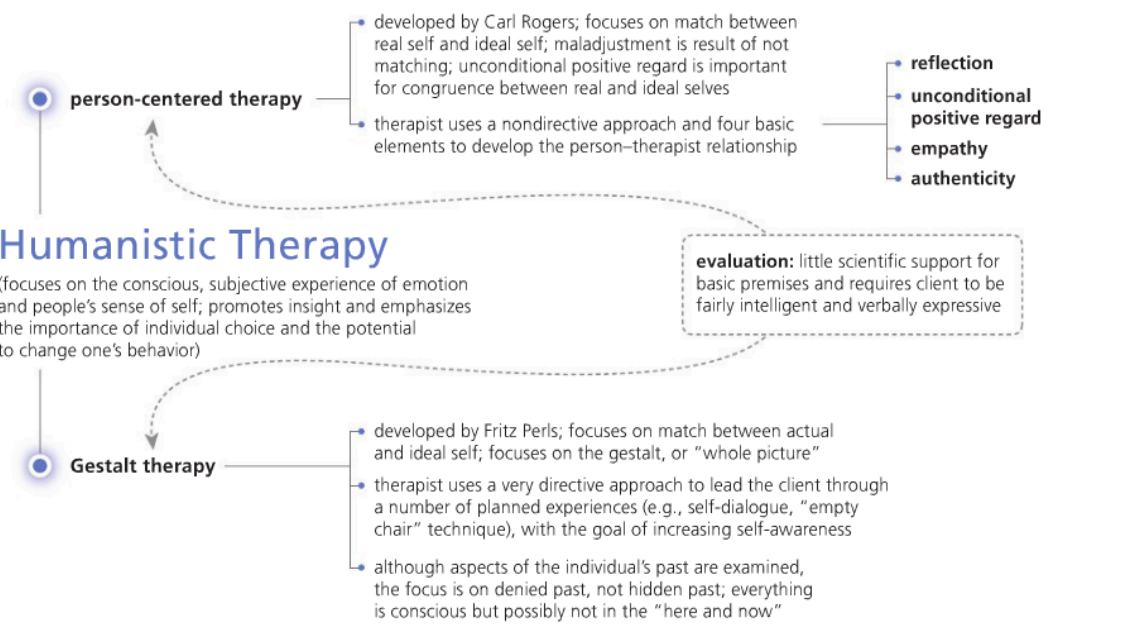 developed by Carl Rogers; focuses on match between
real self and ideal self; maladjustment is result of not
matching; unconditional positive regard is important
for congruence between real and ideal selves
person-centered therapy
therapist uses a nondirective approach and four basic
elements to develop the person–therapist relationship
reflection
unconditional
positive regard
empathy
authenticity
Humanistic Therapy
(focuses on the conscious, subjective experience of emotion
and people's sense of self; promotes insight and emphasizes
the importance of individual choice and the potential
to change one's behavior)
evaluation: little scientific support for
basic premises and requires client to be
fairly intelligent and verbally expressive
Gestalt therapy
developed by Fritz Perls; focuses on match between actual
and ideal self; focuses on the gestalt, or “whole picture”
therapist uses a very directive approach to lead the client through
a number of planned experiences (e.g., self-dialogue, “empty
chair” technique), with the goal of increasing self-awareness
although aspects of the individual's past are examined,
the focus is on denied past, not hidden past; everything
is conscious but possibly not in the “here and now”